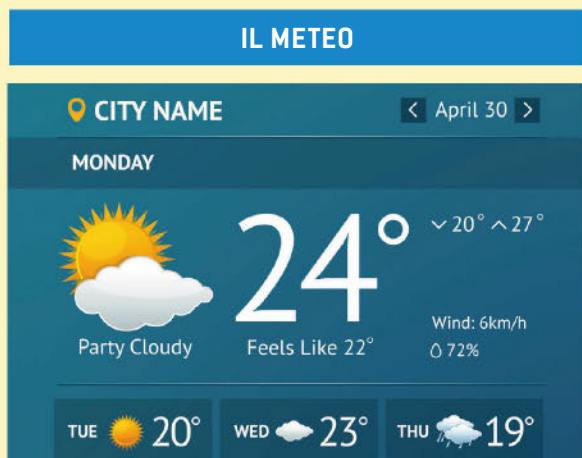 IL METEO
CITY NAME
< April 30 >
MONDAY
24°
20° 27°
Wind: 6km/h
72%
Party Cloudy
Feels Like 22°
TUE 20°
WED 23°
THU 19°